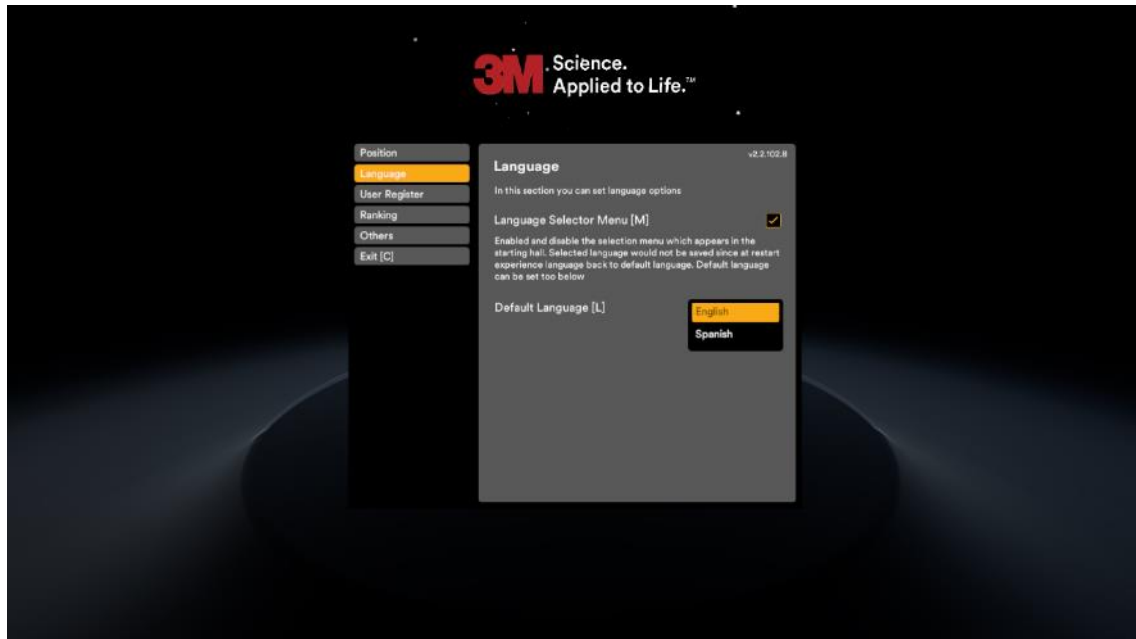 3M Science.
Applied to Life.™
Position
Language
User Register
Ranking
Others
Exit [C]
v2.2.102.8
Language
In this section you can set language options
Language Selector Menu [M]
Enabled and disable the selection menu which appears in the
starting hall. Selected language would not be saved since at restart
experience language back to default language. Default language
can be set too below
Default Language [L]
English
Spanish